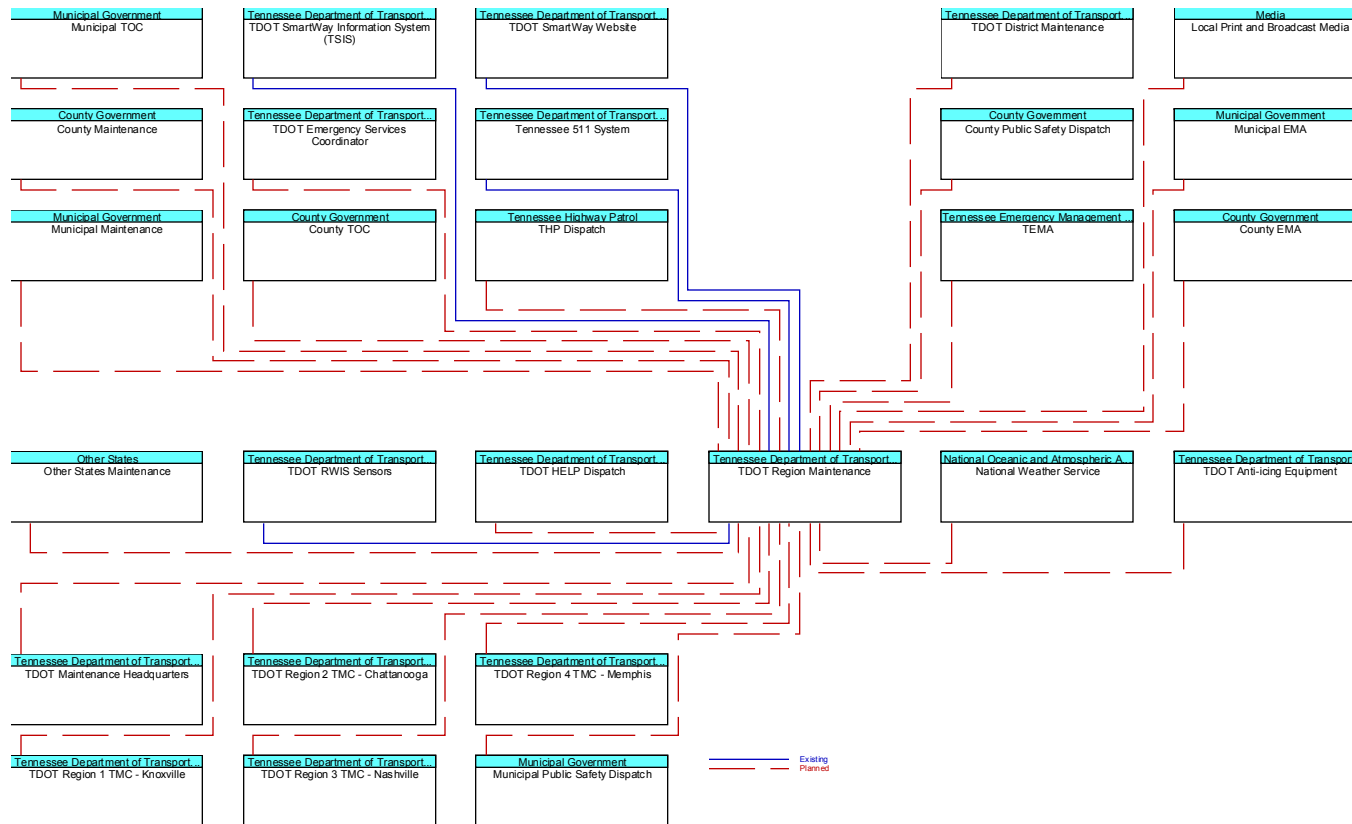 Municipal Government
Municipal TOC
Tennessee Department of Transport...
TDOT SmartWay Information System
(TSIS)
Tennessee Department of Transport...
TDOT SmartWay Website
Tennessee Department of Transport...
TDOT District Maintenance
Media
Local Print and Broadcast Media
County Government
County Maintenance
Tennessee Department of Transport...
TDOT Emergency Services
Coordinator
Tennessee Department of Transport...
Tennessee 511 System
County Government
County Public Safety Dispatch
Municipal Government
Municipal EMA
Municipal Government
Municipal Maintenance
County Government
County TOC
Tennessee Highway Patrol
THP Dispatch
Tennessee Emergency Management ...
TEMA
County Government
County EMA
Other States
Other States Maintenance
Tennessee Department of Transport...
TDOT RWIS Sensors
Tennessee Department of Transport...
TDOT HELP Dispatch
Tennessee Department of Transport...
TDOT Region Maintenance
National Oceanic and Atmospheric A...
National Weather Service
Tennessee Department of Transport
TDOT Anti-icing Equipment
Tennessee Department of Transport...
TDOT Maintenance Headquarters
Tennessee Department of Transport...
TDOT Region 2 TMC - Chattanooga
Tennessee Department of Transport...
TDOT Region 4 TMC - Memphis
Tennessee Department of Transport...
TDOT Region 1 TMC - Knoxville
Tennessee Department of Transport...
TDOT Region 3 TMC - Nashville
Municipal Government
Municipal Public Safety Dispatch
Existing
Planned